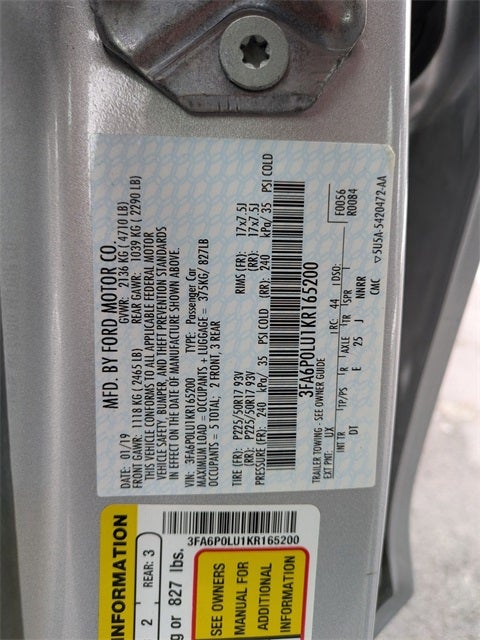 MFD. BY FORD MOTOR CO.
DATE: 01/19 GVWR: 2136 KG (4710 LB)
FRONT GAWR: 1118 KG (2465LB) REAR GAWR: 1039 KG (2290 LB)
THIS VEHICLE CONFORMS TO ALL APPLICABLE FEDERAL MOTOR
VEHICLE SAFETY, BUMPER, AND THEFT PREVENTION STANDARDS
IN EFFECT ON THE DATE OF MANUFACTURE SHOWN ABOVE.
VIN: 3FA6P0LU1KR165200 TYPE: Passenger Car
MAXIMUM LOAD = OCCUPANTS + LUGGAGE = 375KG/ 827LB
OCCUPANTS = 5 TOTAL; 2 FRONT, 3 REAR
TIRE (FR): P225/50R17 93V RIMS (FR): 17x7.5J
(RR): P225/50R17 93V (RR): 17x7.5J
PRESSURE (FR): 240 kPa/ 35 PSI COLD (RR): 240 kPa/ 35 PSI COLD
3FA6P0LU1KR165200
TRAILER TOWING - SEE OWNER GUIDE
EXT PNT: UX RC: 44 DSO: F0056
R0084
INT TR TP/PS R AXLE TR SPR
DT E 25 J NNRR
CMC
▽5U5A-5420472-AA
3FA6P0LU1KR165200
INFORMATION
2 REAR: 3
g or 827 lbs.
SEE OWNERS
MANUAL FOR
ADDITIONAL
INFORMATION